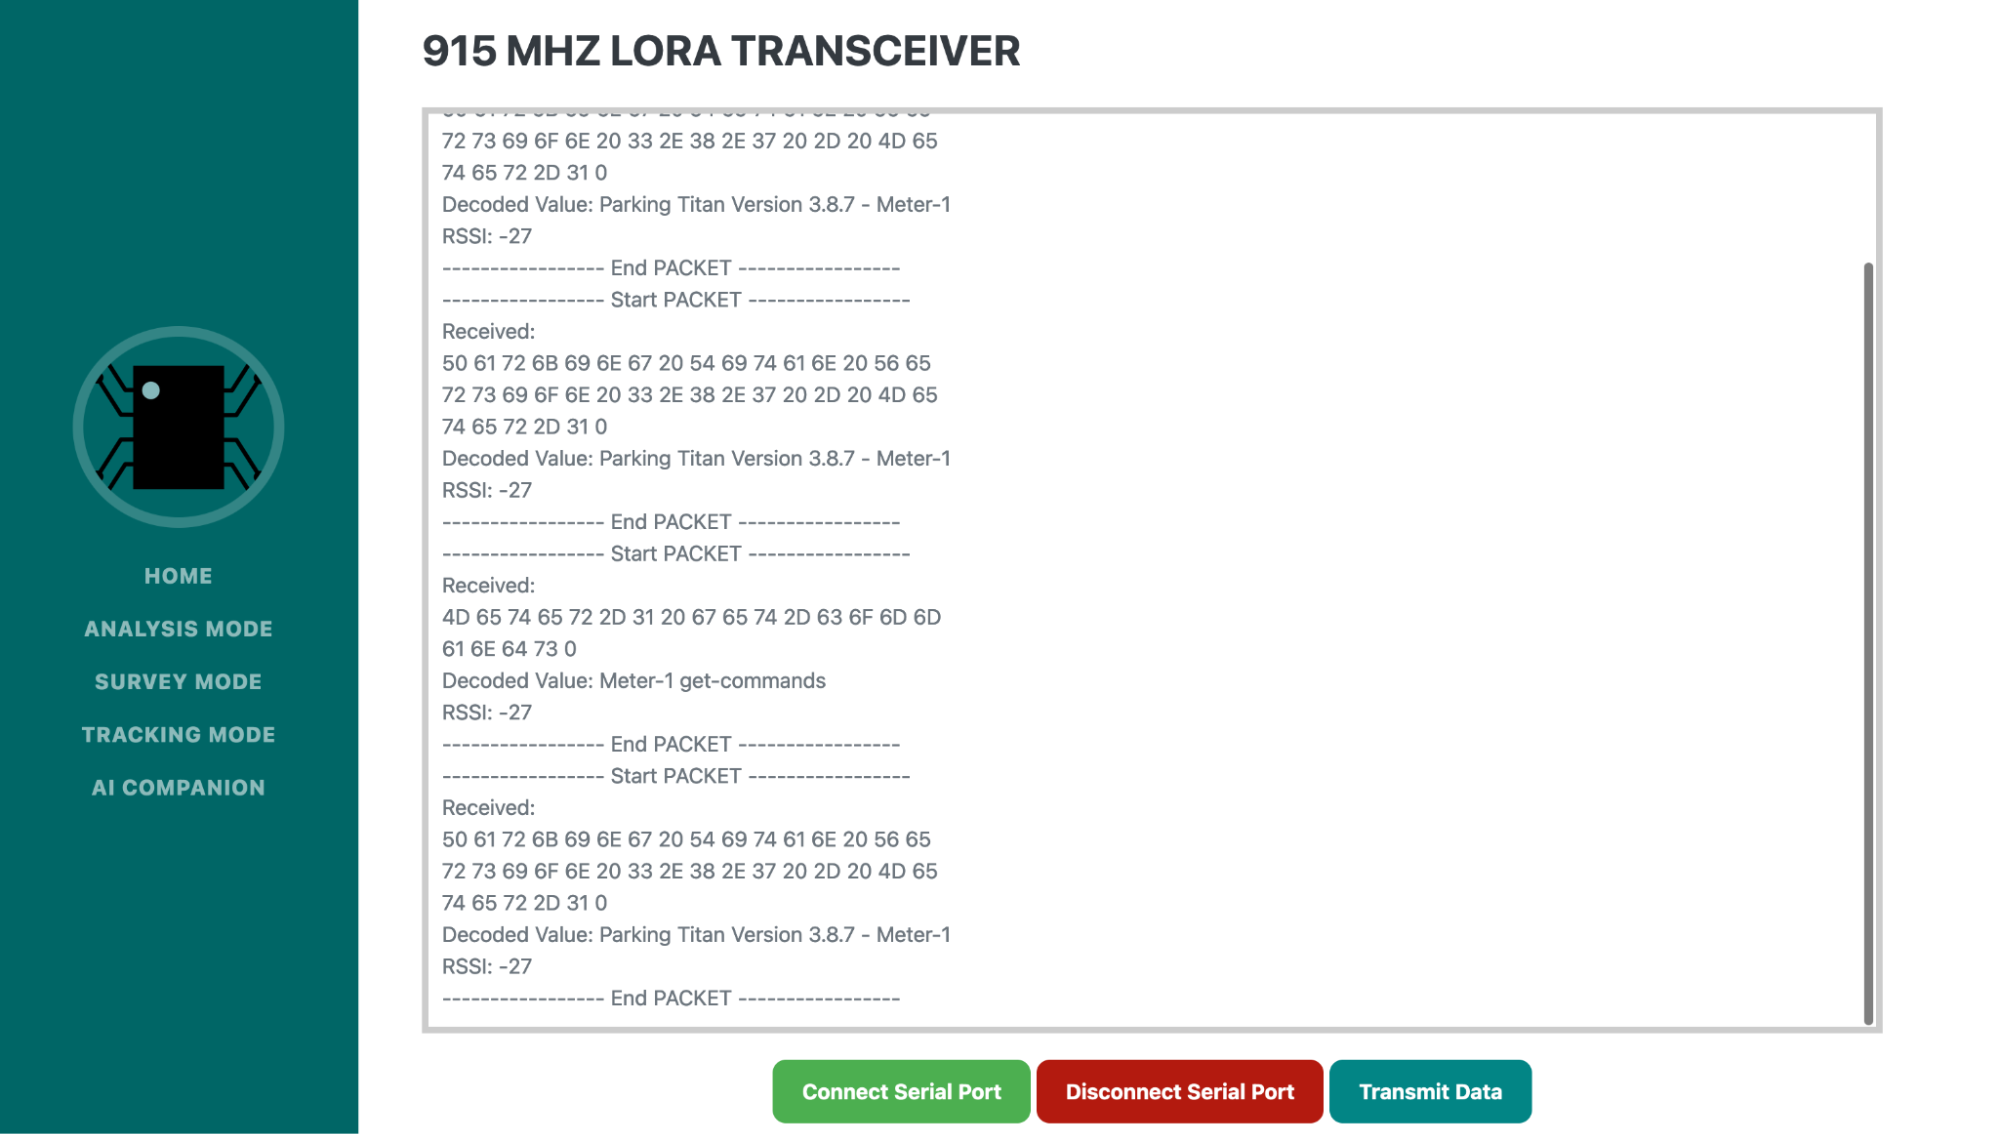 915 MHZ LORA TRANSCEIVER
72 73 69 6F 6E 20 33 2E 38 2E 37 20 2D 20 4D 65
74 65 72 2D 31 0
Decoded Value: Parking Titan Version 3.8.7 - Meter-1
RSSI: -27
----------------- End PACKET -----------------
----------------- Start PACKET -----------------
Received:
50 61 72 6B 69 6E 67 20 54 69 74 61 6E 20 56 65
72 73 69 6F 6E 20 33 2E 38 2E 37 20 2D 20 4D 65
74 65 72 2D 31 0
Decoded Value: Parking Titan Version 3.8.7 - Meter-1
RSSI: -27
----------------- End PACKET -----------------
----------------- Start PACKET -----------------
Received:
4D 65 74 65 72 2D 31 20 67 65 74 2D 63 6F 6D 6D
61 6E 64 73 0
Decoded Value: Meter-1 get-commands
RSSI: -27
----------------- End PACKET -----------------
----------------- Start PACKET -----------------
Received:
50 61 72 6B 69 6E 67 20 54 69 74 61 6E 20 56 65
72 73 69 6F 6E 20 33 2E 38 2E 37 20 2D 20 4D 65
74 65 72 2D 31 0
Decoded Value: Parking Titan Version 3.8.7 - Meter-1
RSSI: -27
----------------- End PACKET -----------------
HOME
ANALYSIS MODE
SURVEY MODE
TRACKING MODE
AI COMPANION
Connect Serial Port
Disconnect Serial Port
Transmit Data